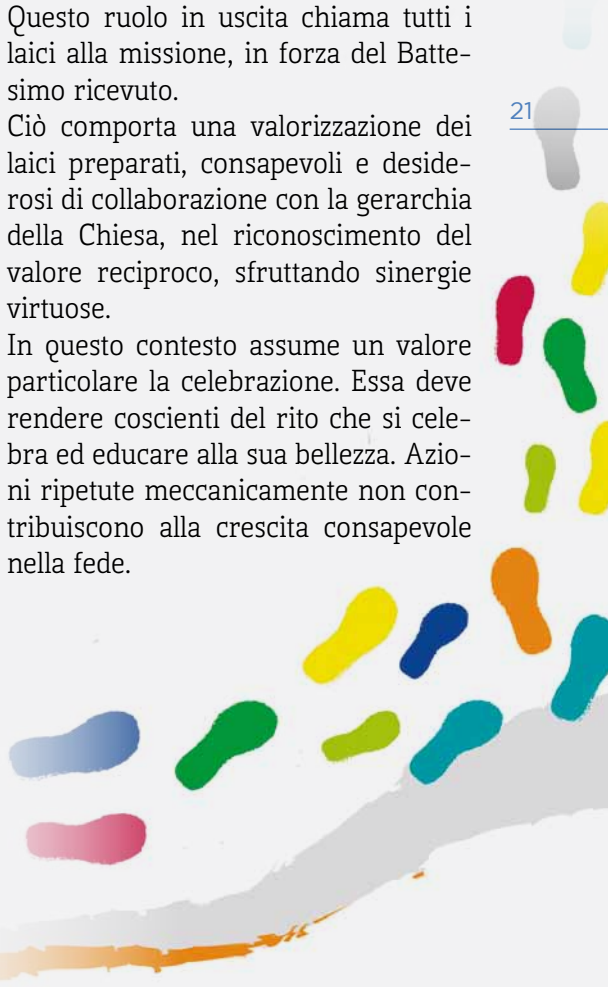 Questo ruolo in uscita chiama tutti i
laici alla missione, in forza del Batte-
simo ricevuto.
Ciò comporta una valorizzazione dei
laici preparati, consapevoli e deside-
rosi di collaborazione con la gerarchia
della Chiesa, nel riconoscimento del
valore reciproco, sfruttando sinergie
virtuose.
In questo contesto assume un valore
particolare la celebrazione. Essa deve
rendere coscienti del rito che si cele-
bra ed educare alla sua bellezza. Azio-
ni ripetute meccanicamente non con-
tribuiscono alla crescita consapevole
nella fede.
21